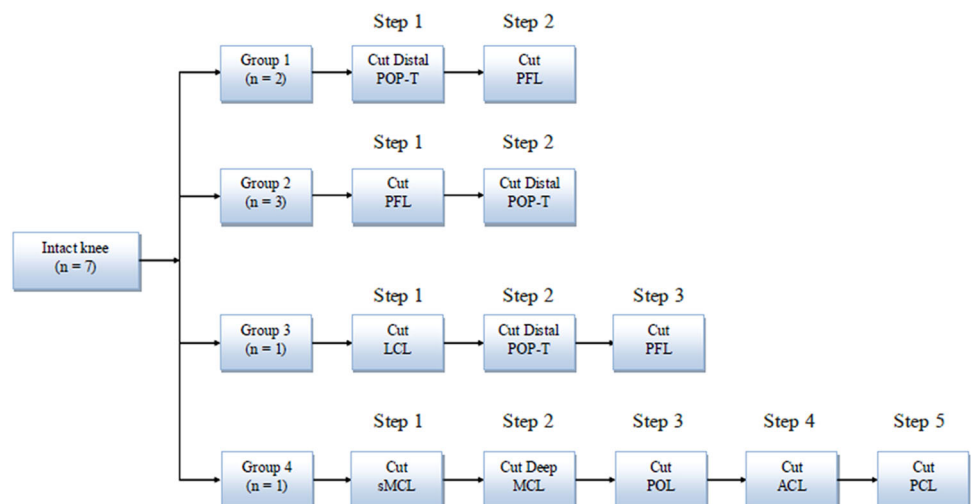 Step 1 Step 2
Group 1 Cut Distal Cut
(n = 2) POP-T PFL
Step 1 Step 2
Group 2 Cut Cut Distal
(n = 3) PFL POP-T
Intact knee
(n = 7)
Step 1 Step 2 Step 3
Group 3 Cut Cut Distal Cut
(n = 1) LCL POP-T PFL
Step 1 Step 2 Step 3 Step 4 Step 5
Group 4 Cut Cut Deep Cut Cut Cut
(n = 1) sMCL MCL POL ACL PCL